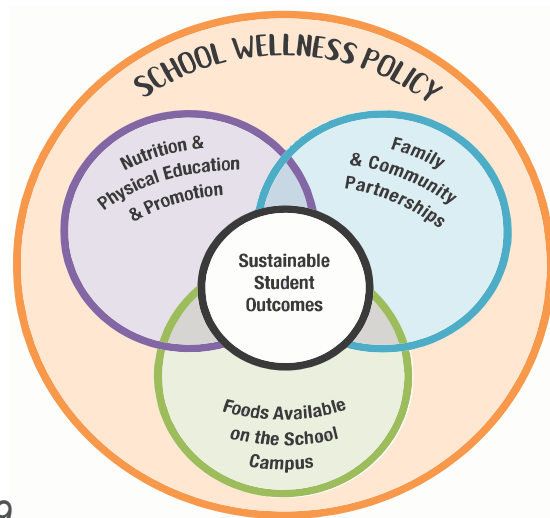 SCHOOL WELLNESS POLICY
Nutrition &
Physical Education
& Promotion
Family
& Community
Partnerships
Sustainable
Student
Outcomes
Foods Available
on the School
Campus
9